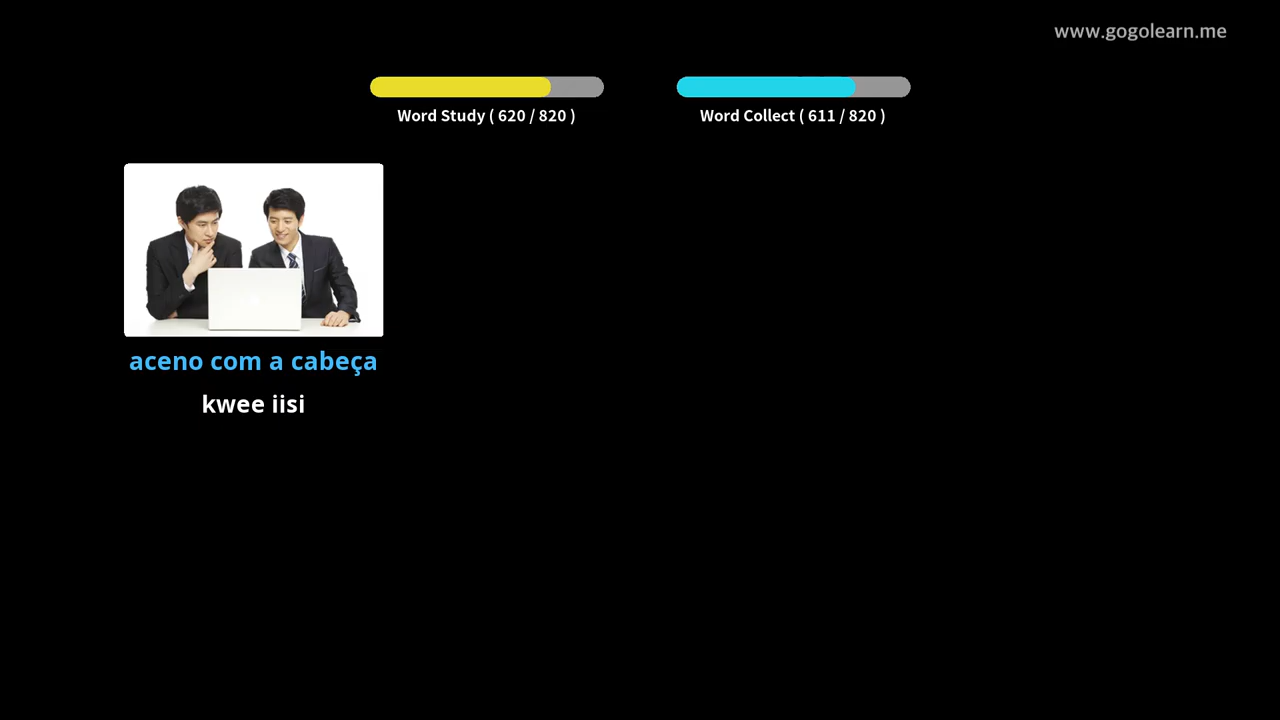 www.gogolearn.me
Word Study ( 620 / 820 )
Word Collect ( 611 / 820 )
aceno com a cabeça
kwee iisi